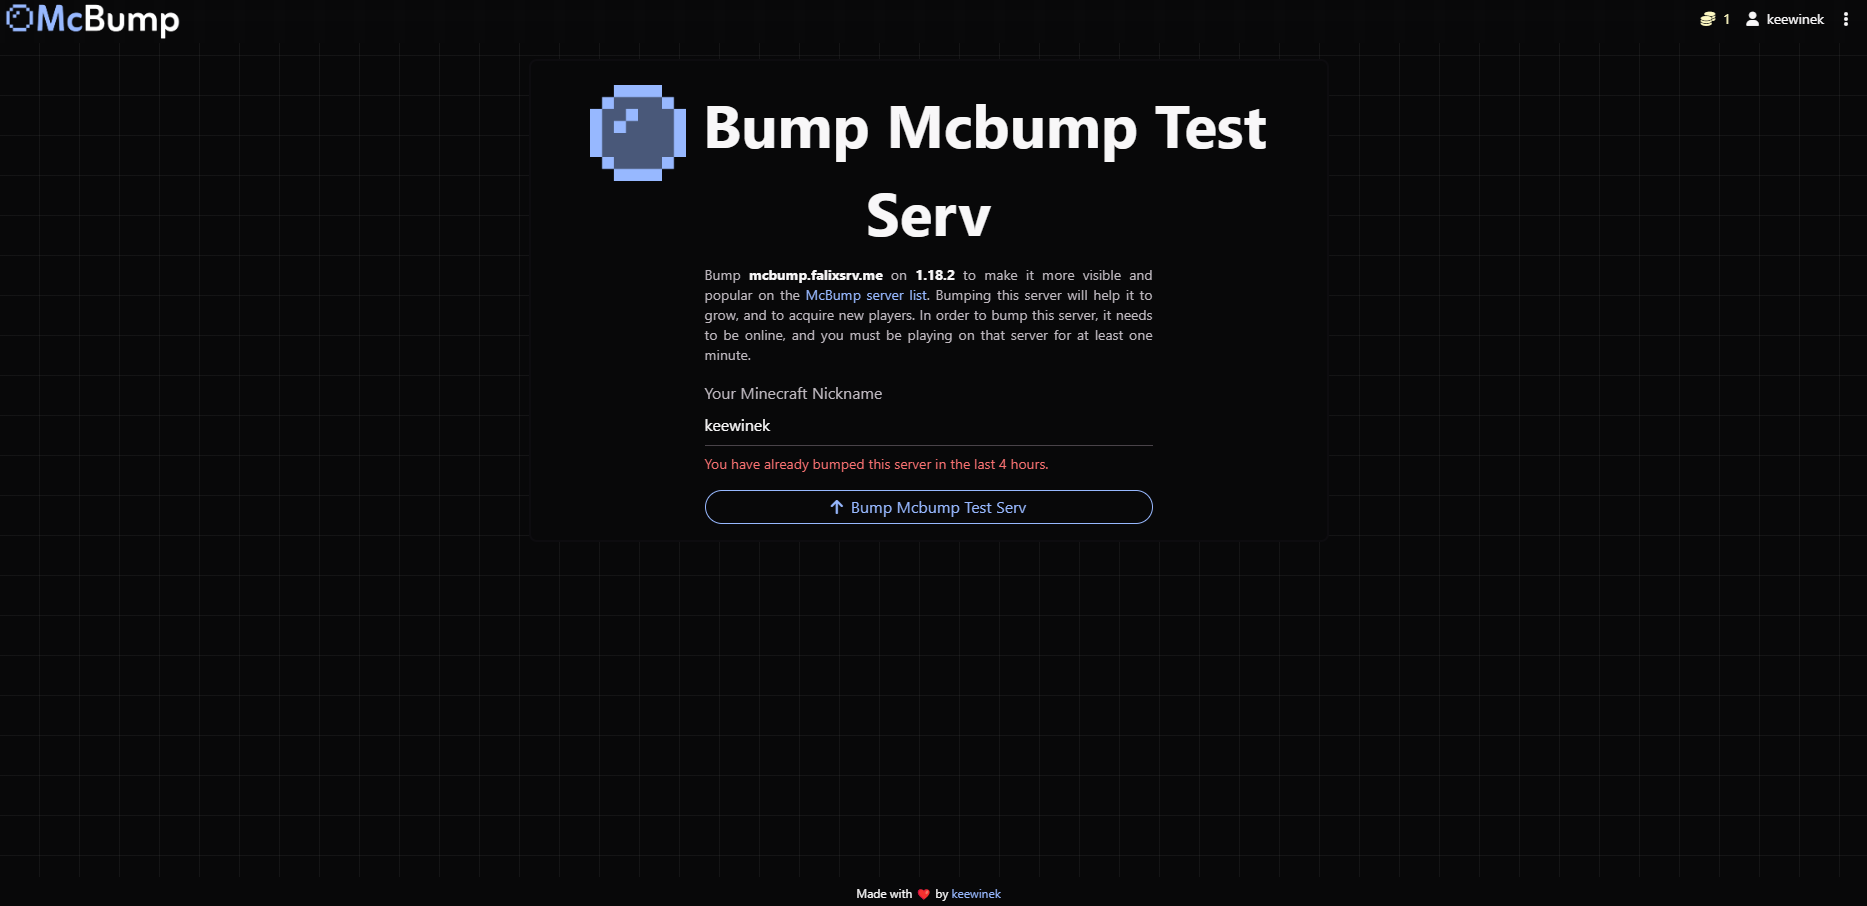 McBump
1 keewinek
Bump Mcbump Test
Serv
Bump mcbump.falixsrv.me on 1.18.2 to make it more visible and
popular on the McBump server list. Bumping this server will help it to
grow, and to acquire new players. In order to bump this server, it needs
to be online, and you must be playing on that server for at least one
minute.
Your Minecraft Nickname
keewinek
You have already bumped this server in the last 4 hours.
Bump Mcbump Test Serv
Made with ❤️ by keewinek